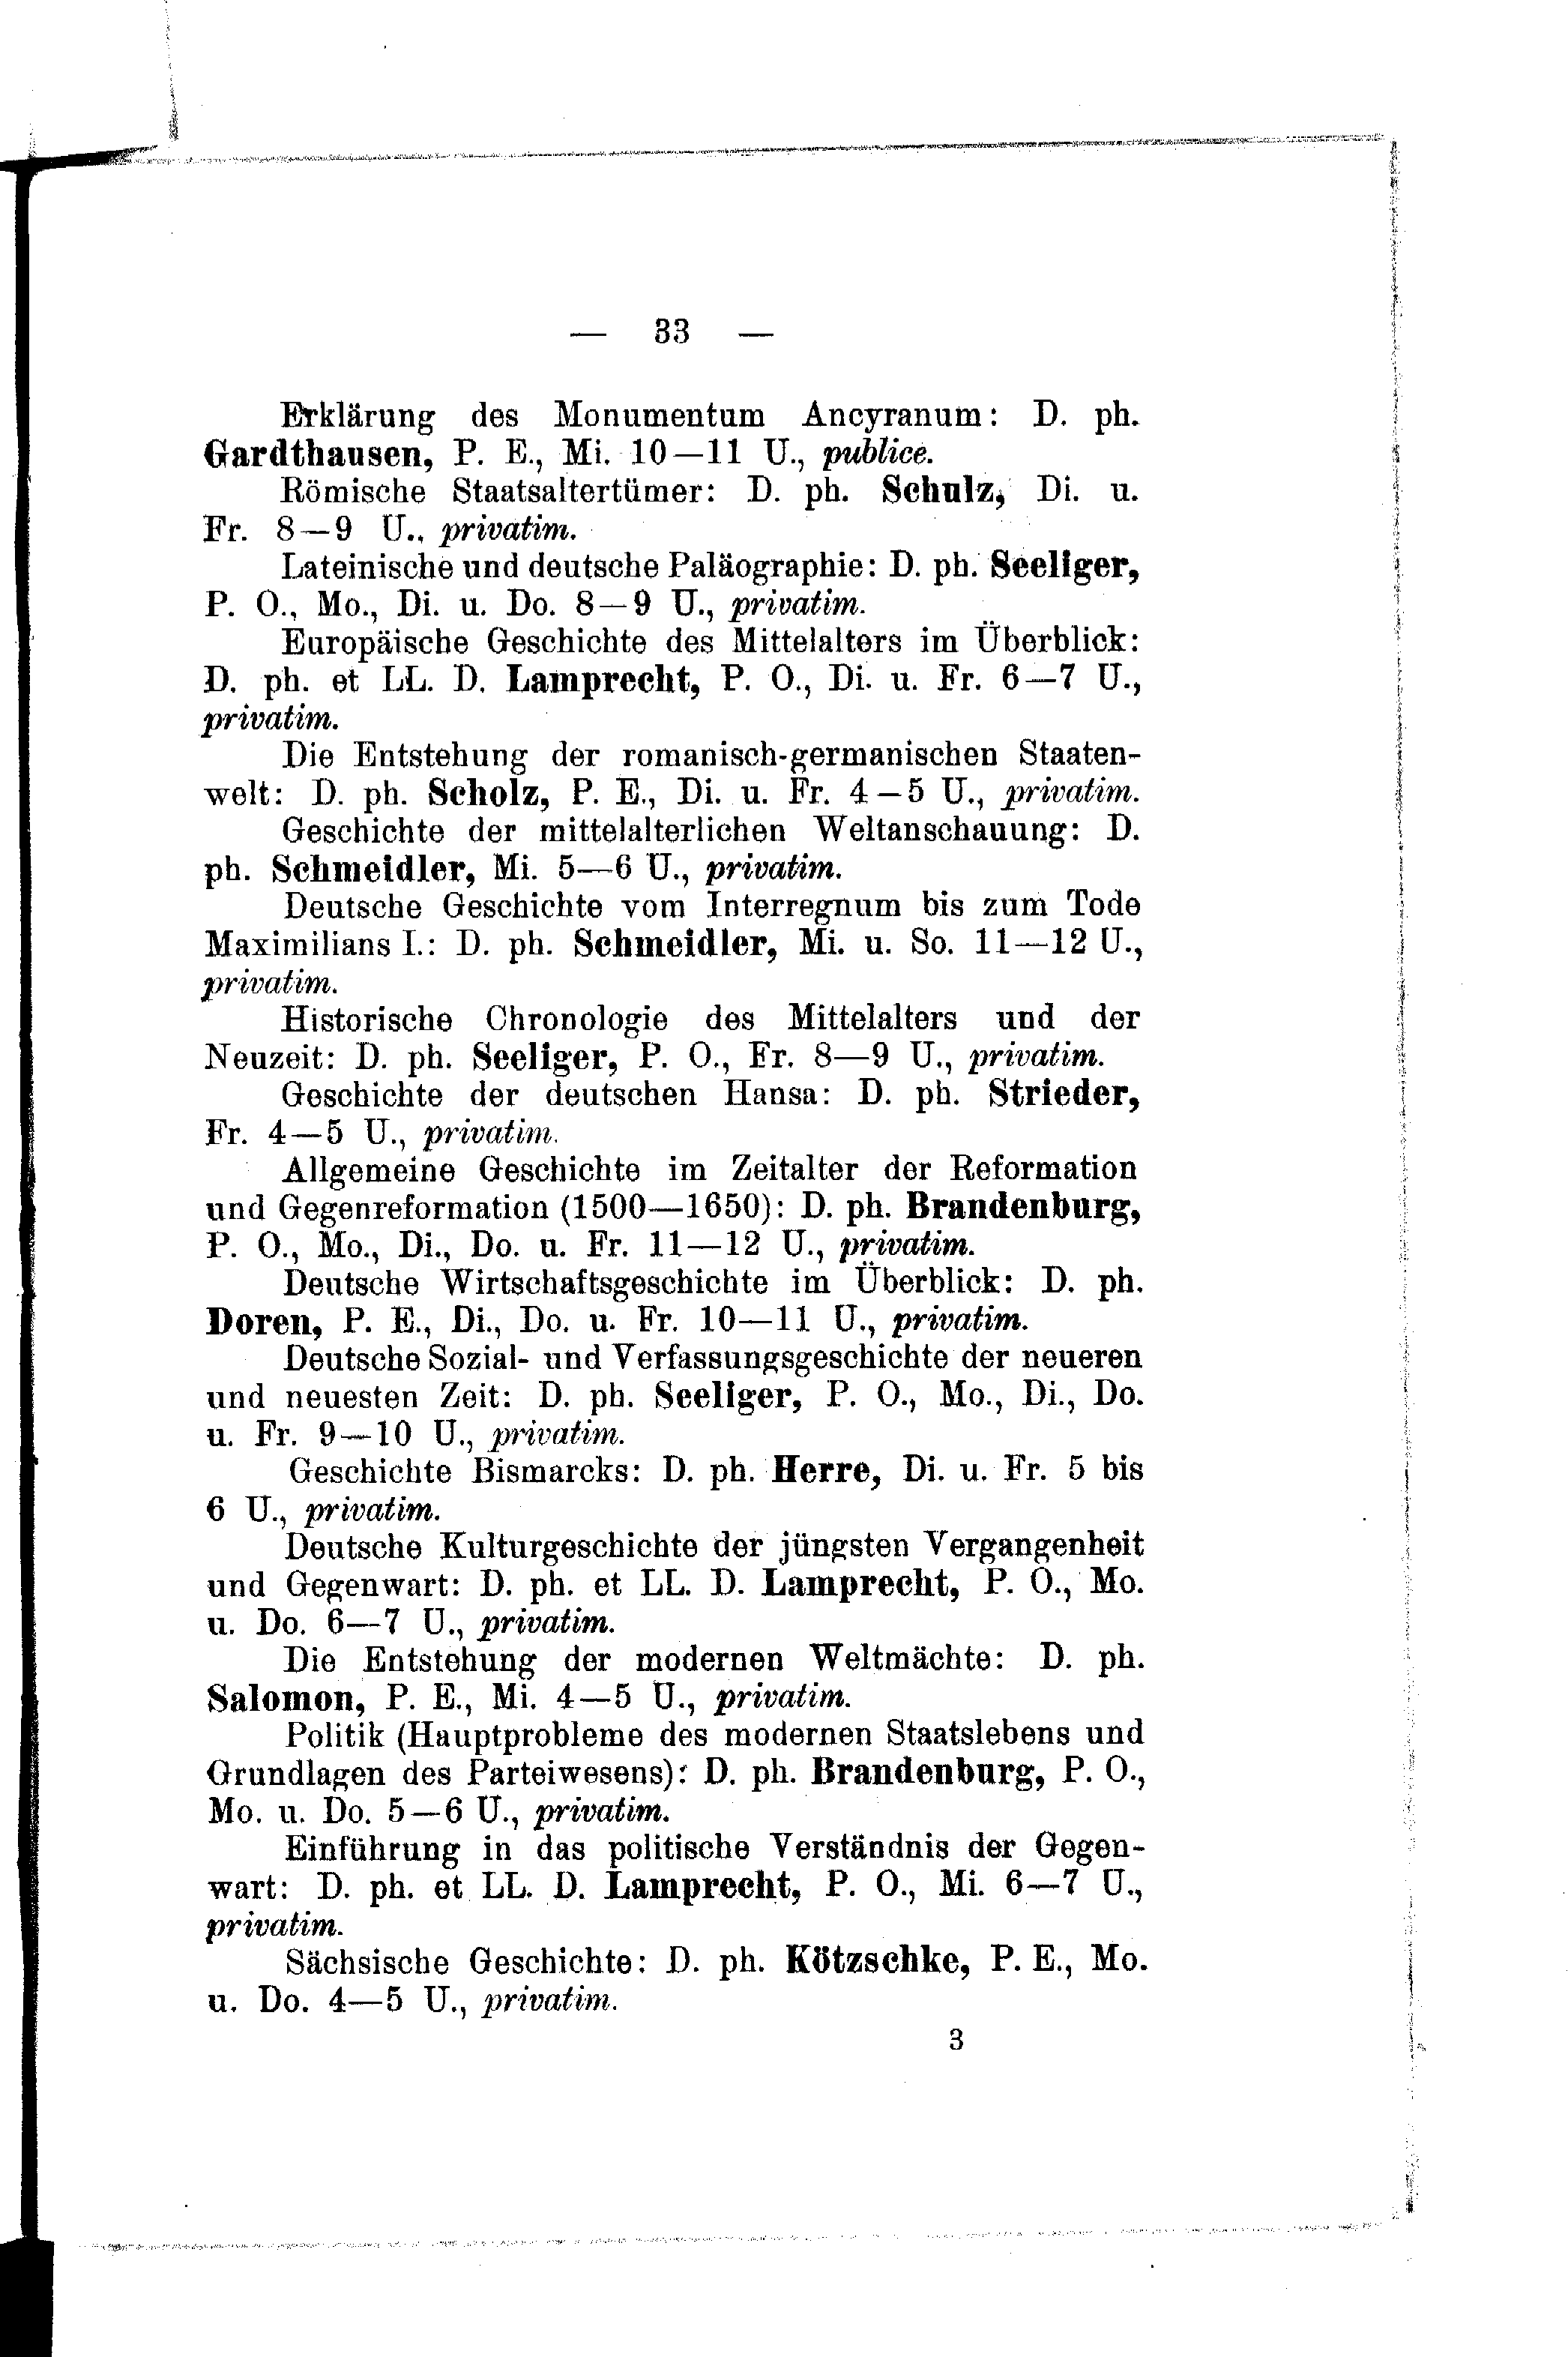 — 33 —
Erklärung des Monumentum Ancyranum: D. ph.
Gardthausen, P. E., Mi. 10—11 U., publice.
Römische Staatsaltertümer: D. ph. Schulz, Di. u.
Fr. 8—9 U., privatim.
Lateinische und deutsche Paläographie: D. ph. Seeliger,
P. O., Mo., Di. u. Do. 8—9 U., privatim.
Europäische Geschichte des Mittelalters im Überblick:
D. ph. et LL. D. Lamprecht, P. O., Di. u. Fr. 6—7 U.,
privatim.
Die Entstehung der romanisch-germanischen Staaten-
welt: D. ph. Scholz, P. E., Di. u. Fr. 4—5 U., privatim.
Geschichte der mittelalterlichen Weltanschauung: D.
ph. Schmeidler, Mi. 5—6 U., privatim.
Deutsche Geschichte vom Interregnum bis zum Tode
Maximilians I.: D. ph. Schmeidler, Mi. u. So. 11—12 U.,
privatim.
Historische Chronologie des Mittelalters und der
Neuzeit: D. ph. Seeliger, P. O., Fr. 8—9 U., privatim.
Geschichte der deutschen Hansa: D. ph. Strieder,
Fr. 4—5 U., privatim.
Allgemeine Geschichte im Zeitalter der Reformation
und Gegenreformation (1500—1650): D. ph. Brandenburg,
P. O., Mo., Di., Do. u. Fr. 11—12 U., privatim.
Deutsche Wirtschaftsgeschichte im Überblick: D. ph.
Doren, P. E., Di., Do. u. Fr. 10—11 U., privatim.
Deutsche Sozial- und Verfassungsgeschichte der neueren
und neuesten Zeit: D. ph. Seeliger, P. O., Mo., Di., Do.
u. Fr. 9—10 U., privatim.
Geschichte Bismarcks: D. ph. Herre, Di. u. Fr. 5 bis
6 U., privatim.
Deutsche Kulturgeschichte der jüngsten Vergangenheit
und Gegenwart: D. ph. et LL. D. Lamprecht, P. O., Mo.
u. Do. 6—7 U., privatim.
Die Entstehung der modernen Weltmächte: D. ph.
Salomon, P. E., Mi. 4—5 U., privatim.
Politik (Hauptprobleme des modernen Staatslebens und
Grundlagen des Parteiwesens): D. ph. Brandenburg, P. O.,
Mo. u. Do. 5—6 U., privatim.
Einführung in das politische Verständnis der Gegen-
wart: D. ph. et LL. D. Lamprecht, P. O., Mi. 6—7 U.,
privatim.
Sächsische Geschichte: D. ph. Kötzschke, P. E., Mo.
u. Do. 4—5 U., privatim.
3